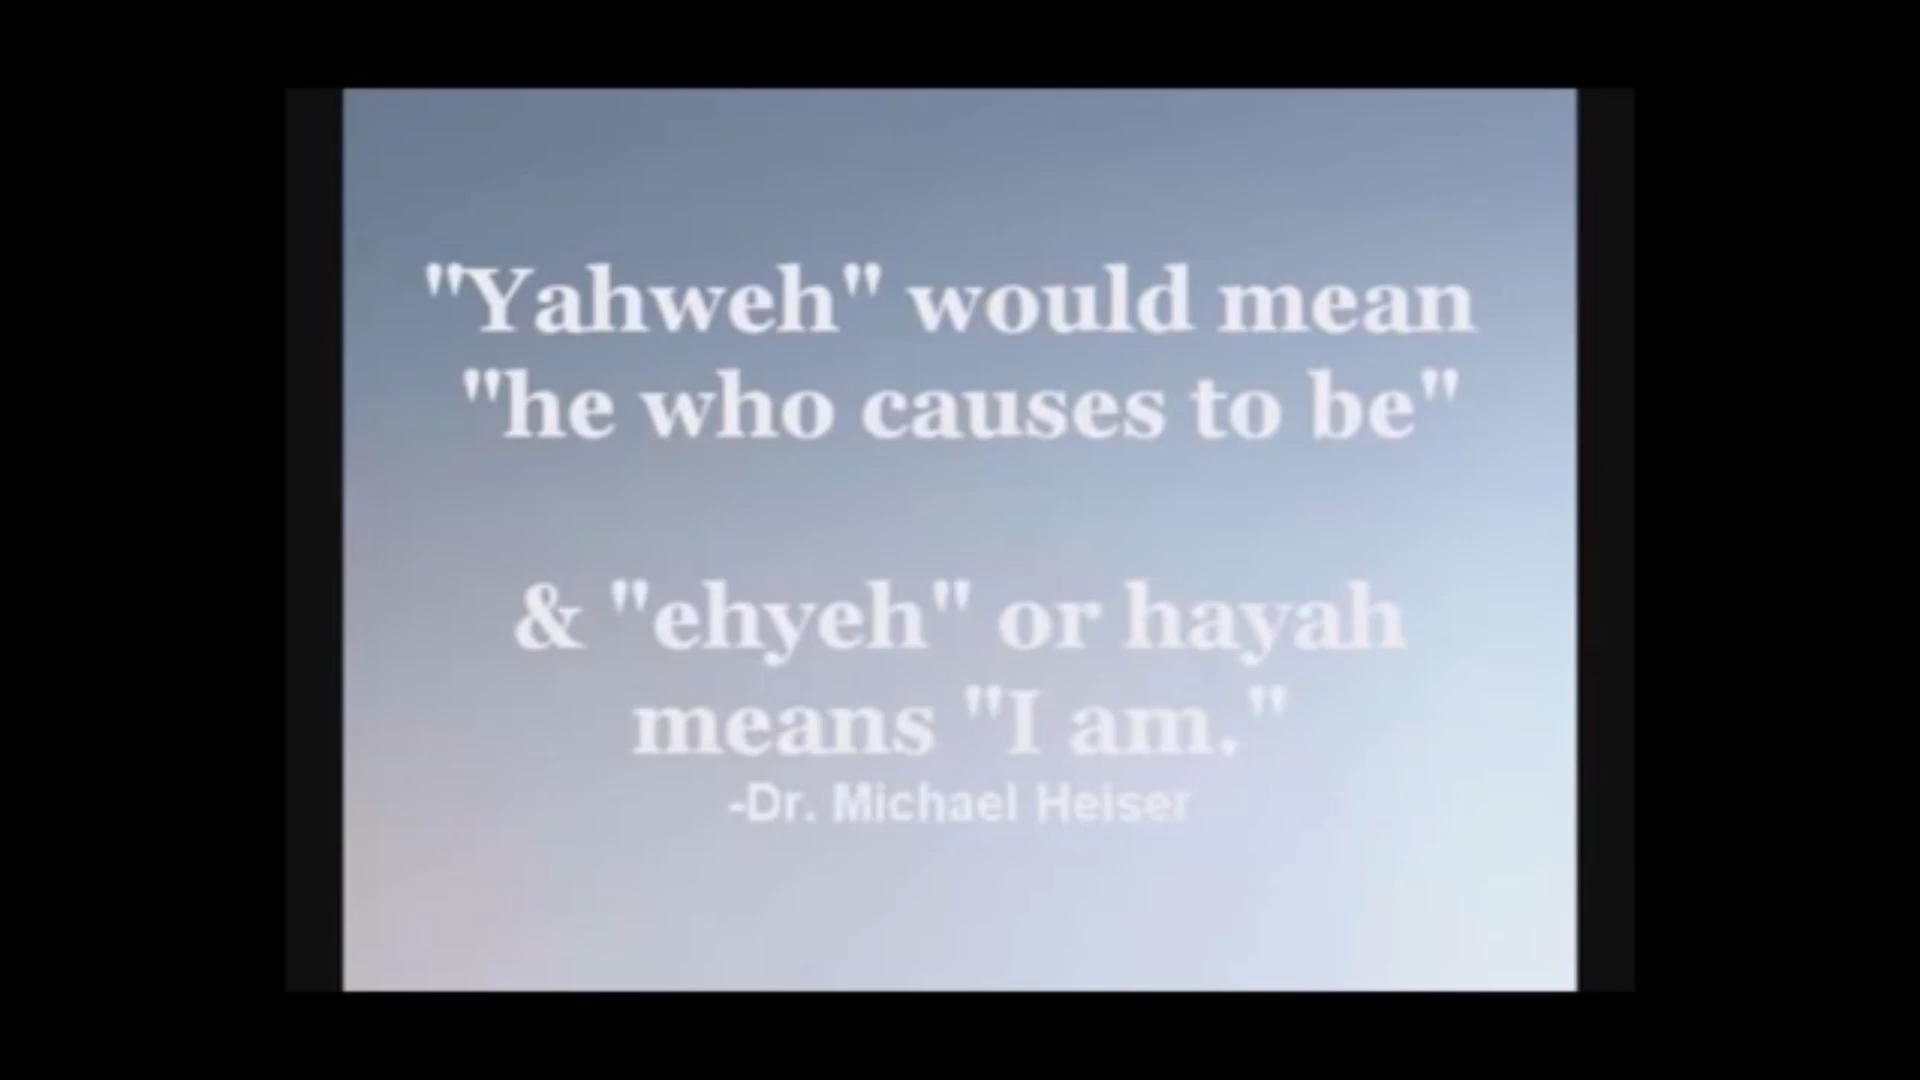 "Yahweh" would mean
"he who causes to be"
& "ehyeh" or hayah
means "I am."
-Dr. Michael Heiser